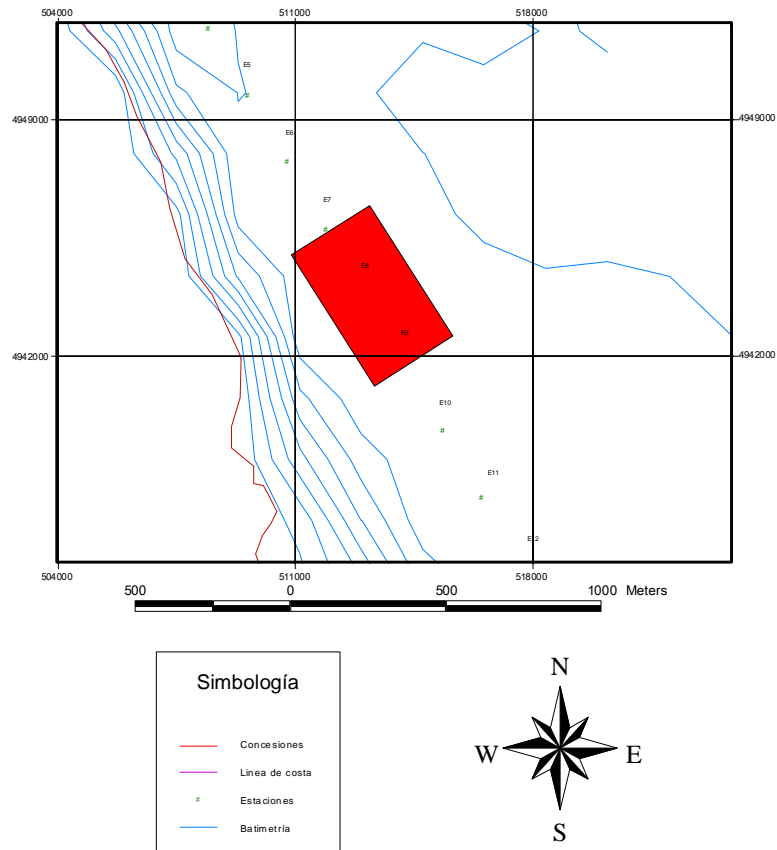 504000 511000 518000
E5
4949000 4949000
E6
E7
E8
E9
4942000 4942000
E10
E11
E12
504000 511000 518000
500 0 500 1000 Meters
Simbología
Concesiones
Linea de costa
# Estaciones
Batimetría
N
W E
S